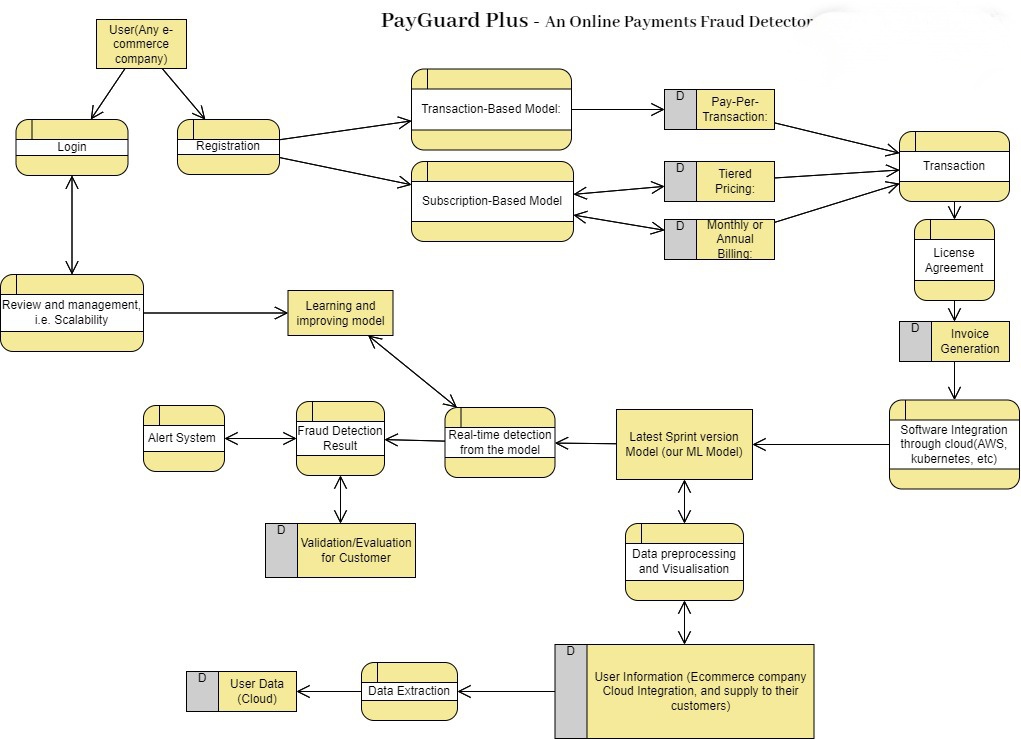 PayGuard Plus - An Online Payments Fraud Detector
User(Any e-
commerce
company)
Login
Registration
Transaction-Based Model:
D
Pay-Per-
Transaction:
Subscription-Based Model
D
Tiered
Pricing:
D
Monthly or
Annual
Billing:
Transaction
License
Agreement
D
Invoice
Generation
Review and management,
i.e. Scalability
Learning and
improving model
Alert System
Fraud Detection
Result
Real-time detection
from the model
Latest Sprint version
Model (our ML Model)
Software Integration
through cloud(AWS,
kubernetes, etc)
D
Validation/Evaluation
for Customer
Data preprocessing
and Visualisation
D
User Information (Ecommerce company
Cloud Integration, and supply to their
customers)
Data Extraction
D
User Data
(Cloud)